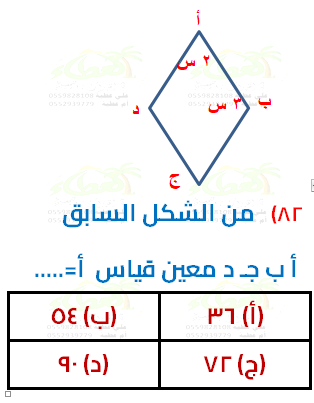 أ
٢ س
د
٣ س
ب
ج
٨٢) من الشكل السابق
أ ب جـ د معين قياس أ=.....
(أ) ٣٦
(ب) ٥٤
(ج) ٧٢
(د) ٩٠